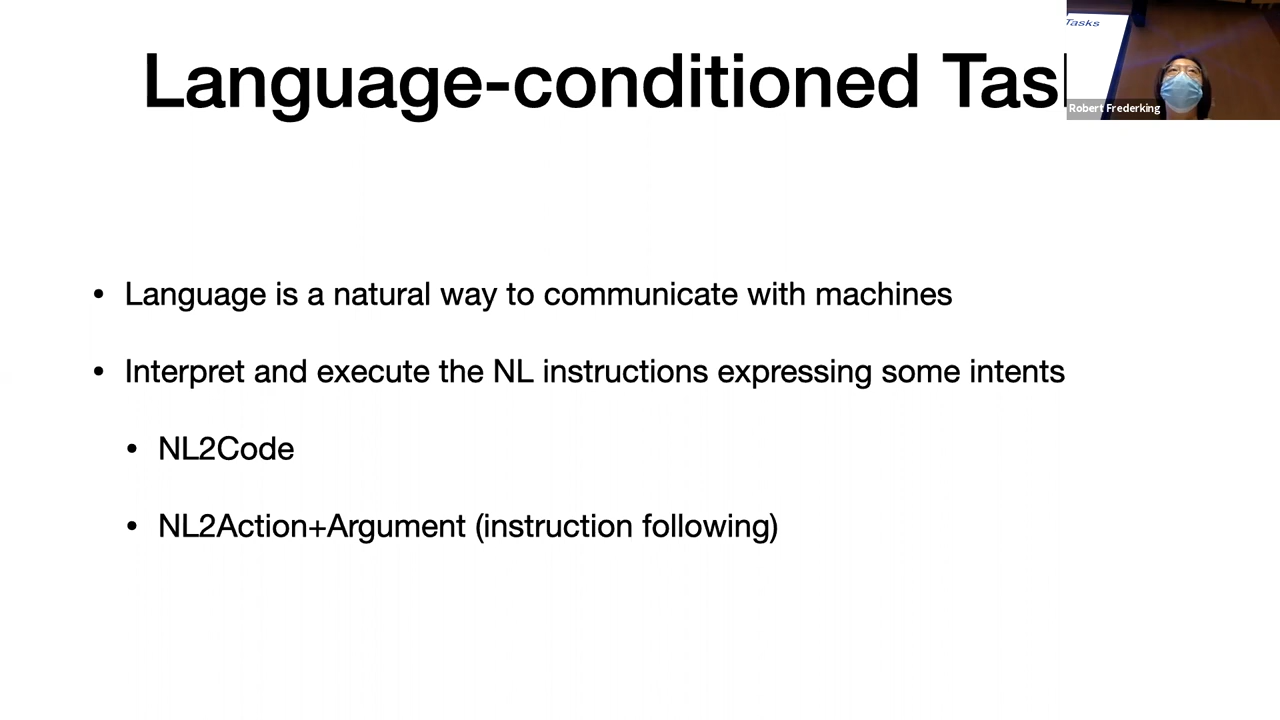 Language-conditioned Tas
Tasks
Robert Frederking
• Language is a natural way to communicate with machines
• Interpret and execute the NL instructions expressing some intents
• NL2Code
• NL2Action+Argument (instruction following)